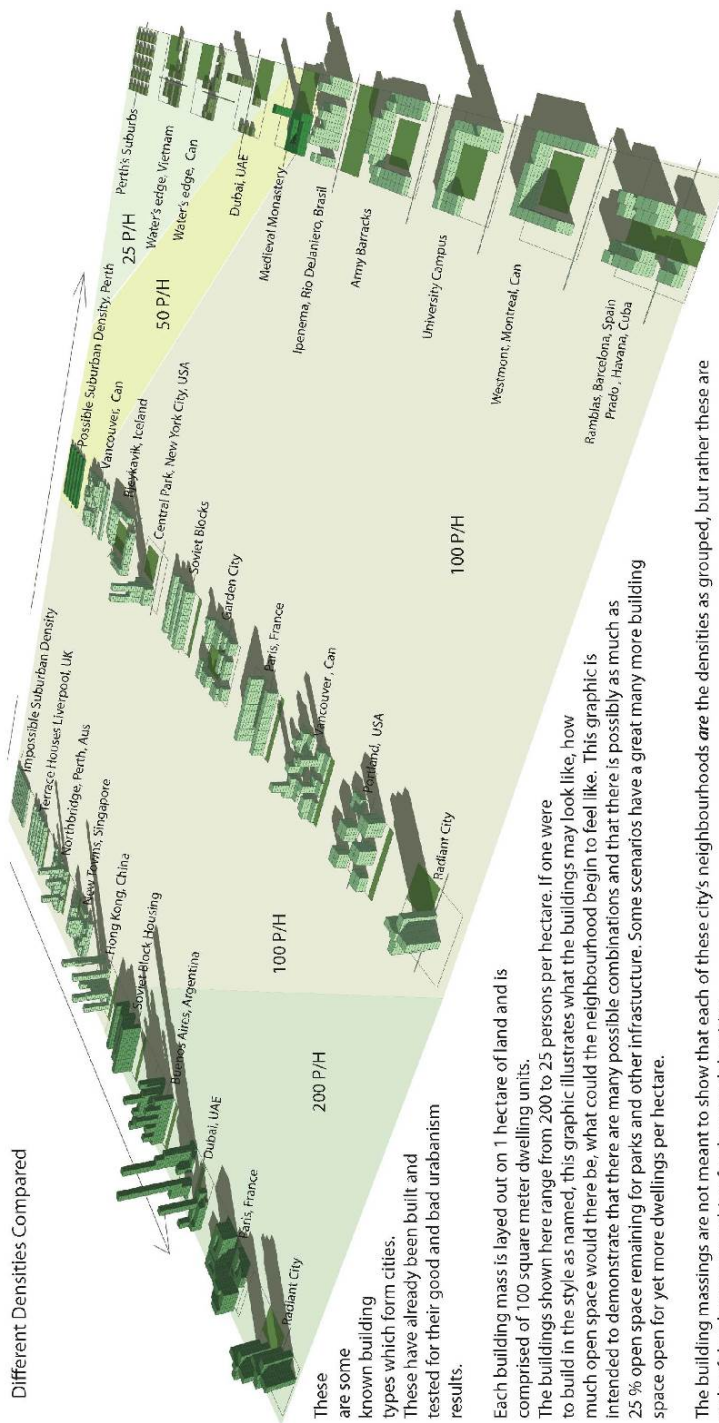 Different Densities Compared
Impossible Suburban Density
Terrace Houses Liverpool, UK
Northbridge, Perth, Aus
New Towns, Singapore
Hong Kong, China
Soviet Block Housing
Buenos Aires, Argentina
Dubai, UAE
Paris, France
Radiant City
200 P/H
100 P/H
Possible Suburban Density, Perth
Vancouver, Can
Rjeykavik, Iceland
Central Park, New York City, USA
Soviet Blocks
Garden City
Paris, France
Vancouver, Can
Portland, USA
Radiant City
25 P/H
50 P/H
100 P/H
Perth's Suburbs
Water's edge, Vietnam
Water's edge, Can
Dubai, UAE
Medieval Monastery
Ipenema, Rio DeJaniero, Brasil
Army Barracks
University Campus
Westmont, Montreal, Can
Ramblas, Barcelona, Spain
Prado, Havana, Cuba
These
are some
known building
types which form cities.
These have already been built and
tested for their good and bad urabanism
results.
Each building mass is layed out on 1 hectare of land and is
comprised of 100 square meter dwelling units.
The buildings shown here range from 200 to 25 persons per hectare. If one were
to build in the style as named, this graphic illustrates what the buildings may look like, how
much open space would there be, what could the neighbourhood begin to feel like. This graphic is
intended to demonstrate that there are many possible combinations and that there is possibly as much as
25 % open space remaining for parks and other infrastucture. Some scenarios have a great many more building
space open for yet more dwellings per hectare.
The building massings are not meant to show that each of these city's neighbourhoods are the densities as grouped, but rather these are